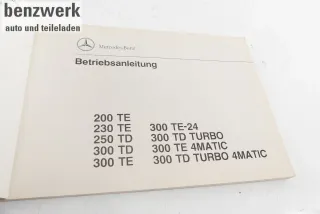 benzwerk
auto und teileladen
Mercedes-Benz
Betriebsanleitung
200 TE
230 TE 300 TE-24
250 TD 300 TD TURBO
300 TD 300 TE 4MATIC
300 TE 300 TD TURBO 4MATIC